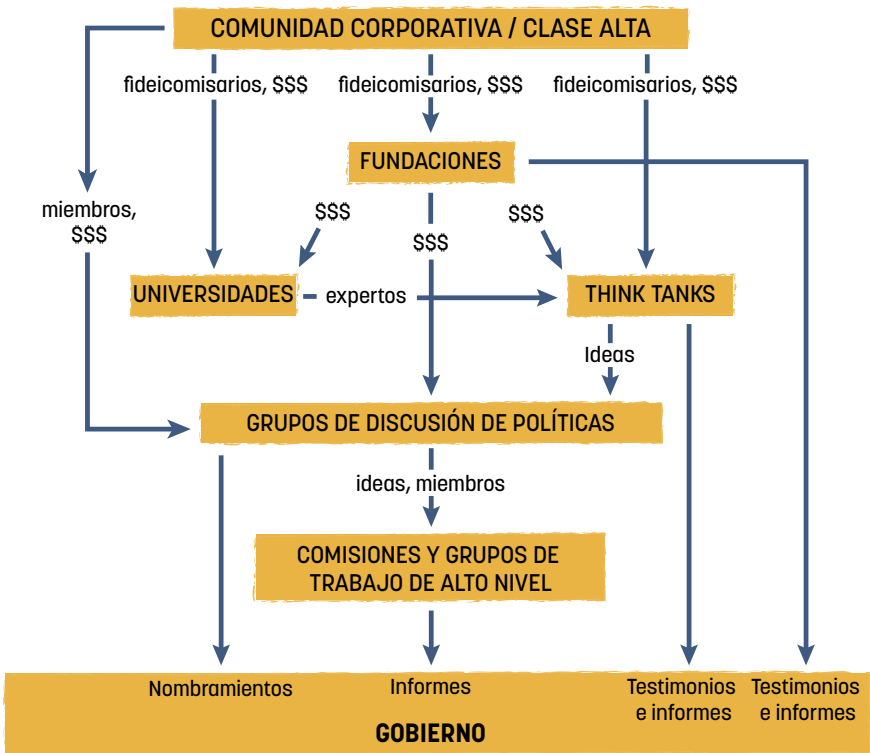 COMUNIDAD CORPORATIVA / CLASE ALTA
fideicomisarios, $$$
fideicomisarios, $$$
fideicomisarios, $$$
FUNDACIONES
miembros,
$$$
$$$
$$$
$$$
UNIVERSIDADES
expertos
THINK TANKS
Ideas
GRUPOS DE DISCUSIÓN DE POLÍTICAS
ideas, miembros
COMISIONES Y GRUPOS DE
TRABAJO DE ALTO NIVEL
Nombramientos
Informes
Testimonios
e informes
Testimonios
e informes
GOBIERNO